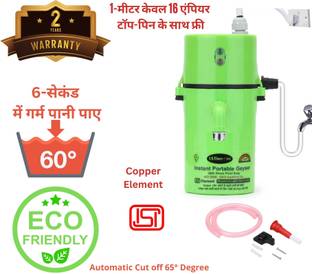 2
YEARS
WARRANTY
1-मीटर केवल 16 एंपियर
टॉप-पिन के साथ फ्री
6-सेकंड
में गर्म पानी पाए
60°
Copper
Element
ECO
FRIENDLY
Instant Portable Geyser
Automatic Cut off 65° Degree